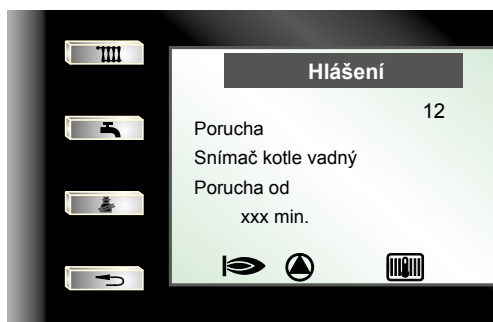 Hlášení
12
Porucha
Snímač kotle vadný
Porucha od
xxx min.